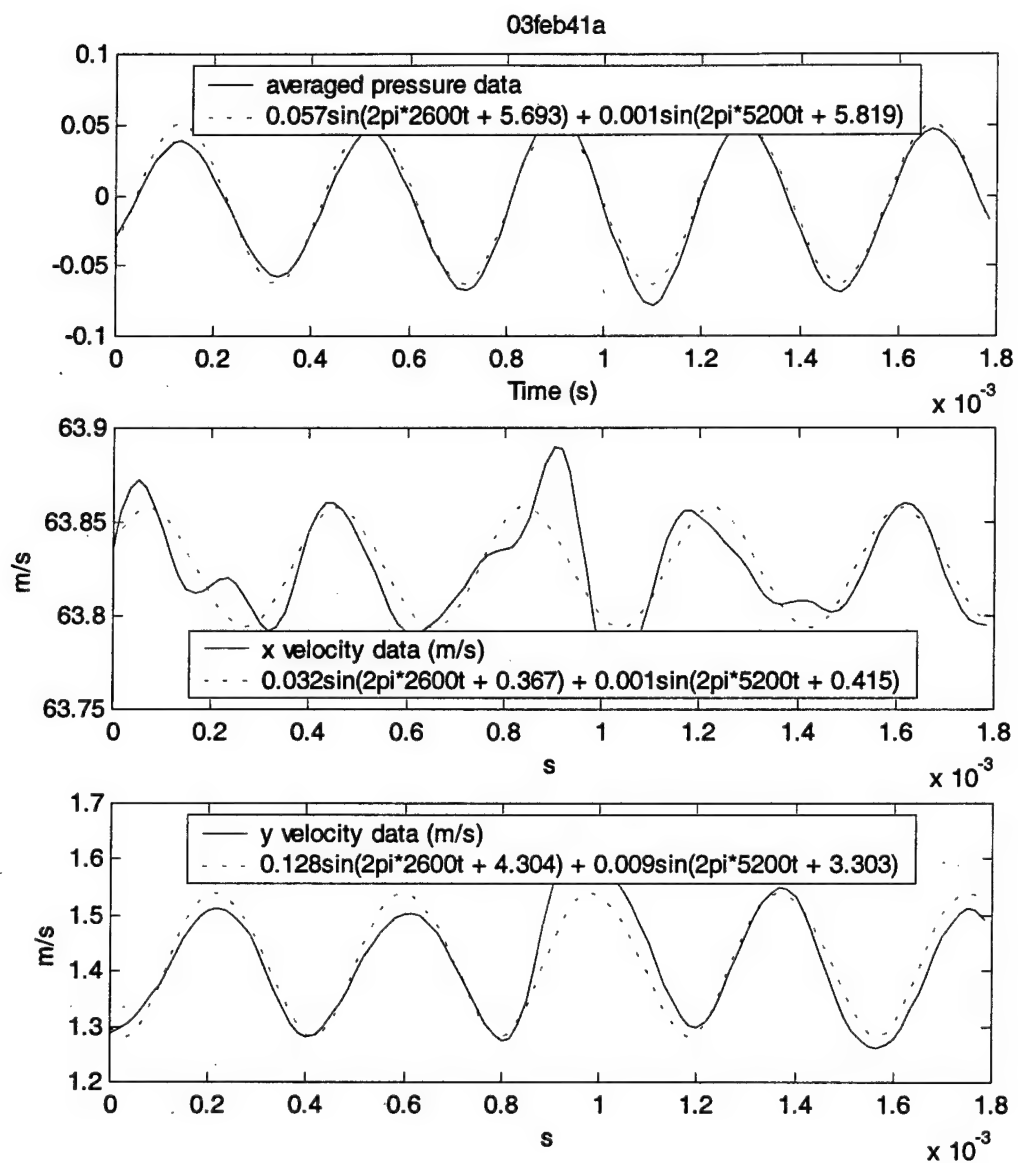 03feb41a
0.1
0.05
0
-0.05
-0.1
averaged pressure data
0.057sin(2pi*2600t + 5.693) + 0.001sin(2pi*5200t + 5.819)
0 0.2 0.4 0.6 0.8 1 1.2 1.4 1.6 1.8
Time (s)
x 10-3
63.9
63.85
63.8
63.75
m/s
x velocity data (m/s)
0.032sin(2pi*2600t + 0.367) + 0.001sin(2pi*5200t + 0.415)
0 0.2 0.4 0.6 0.8 1 1.2 1.4 1.6 1.8
s
x 10-3
1.7
1.6
1.5
1.4
1.3
1.2
m/s
y velocity data (m/s)
0.128sin(2pi*2600t + 4.304) + 0.009sin(2pi*5200t + 3.303)
0 0.2 0.4 0.6 0.8 1 1.2 1.4 1.6 1.8
s
x 10-3